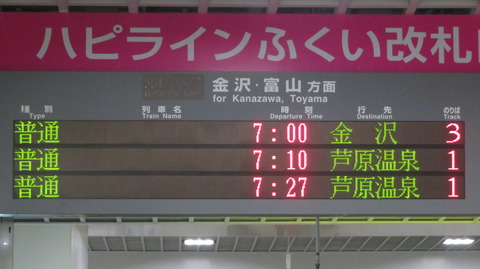 ハピラインふくい改札口
金沢・富山方面
for Kanazawa, Toyama
種別 列車名 時刻 行先 のりば
Type Train Name Departure Time Destination Track
普通 7:00 金沢 3
普通 7:10 芦原温泉 1
普通 7:27 芦原温泉 1